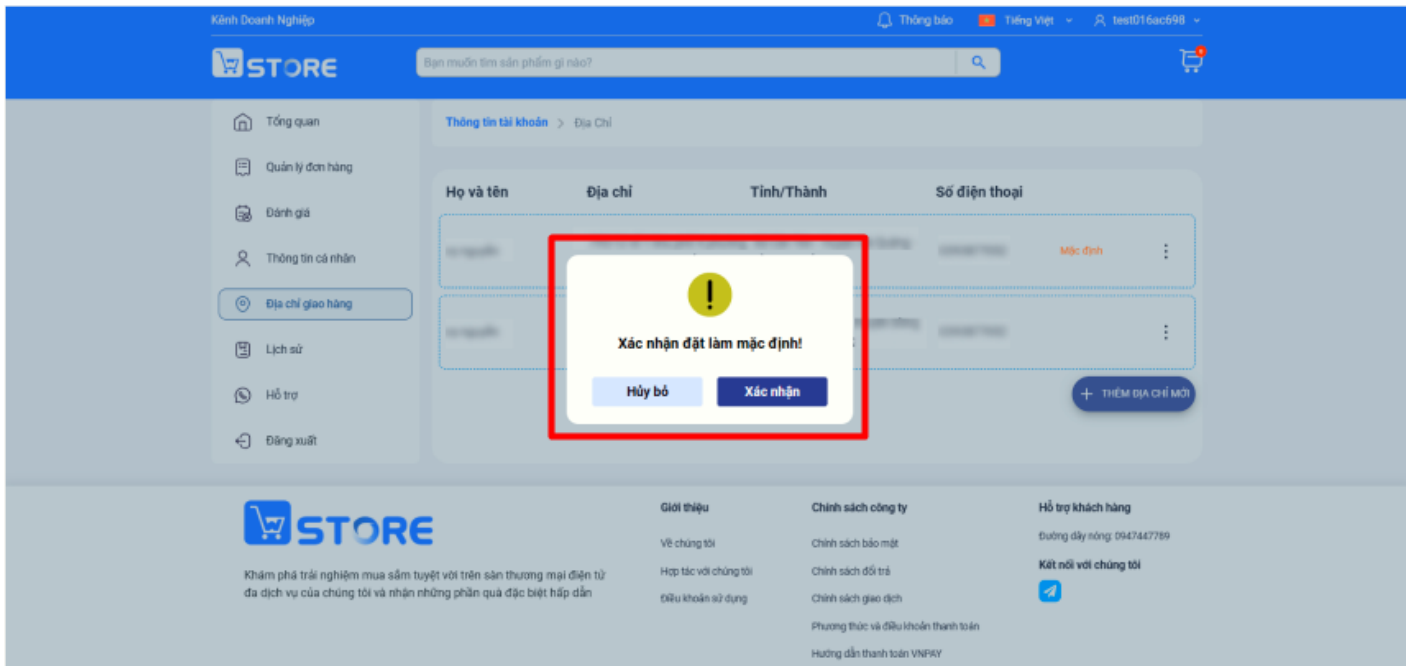 Kênh Doanh Nghiệp
Thông báo
Tiếng Việt
test016ac698
STORE
Bạn muốn tìm sản phẩm gì nào?
Tổng quan
Quản lý đơn hàng
Đánh giá
Thông tin cá nhân
Địa chỉ giao hàng
Lịch sử
Hỗ trợ
Đăng xuất
Thông tin tài khoản > Địa Chỉ
Họ và tên Địa chỉ Tỉnh/Thành Số điện thoại
Mặc định
Xác nhận đặt làm mặc định!
Hủy bỏ
Xác nhận
+ THÊM ĐỊA CHỈ MỚI
STORE
Khám phá trải nghiệm mua sắm tuyệt vời trên sàn thương mại điện tử
đa dịch vụ của chúng tôi và nhận những phần quà đặc biệt hấp dẫn
Giới thiệu
Về chúng tôi
Hợp tác với chúng tôi
Điều khoản sử dụng
Chính sách công ty
Chính sách bảo mật
Chính sách đổi trả
Chính sách giao dịch
Phương thức và điều khoản thanh toán
Hướng dẫn thanh toán VNPAY
Hỗ trợ khách hàng
Đường dây nóng: 0947447789
Kết nối với chúng tôi